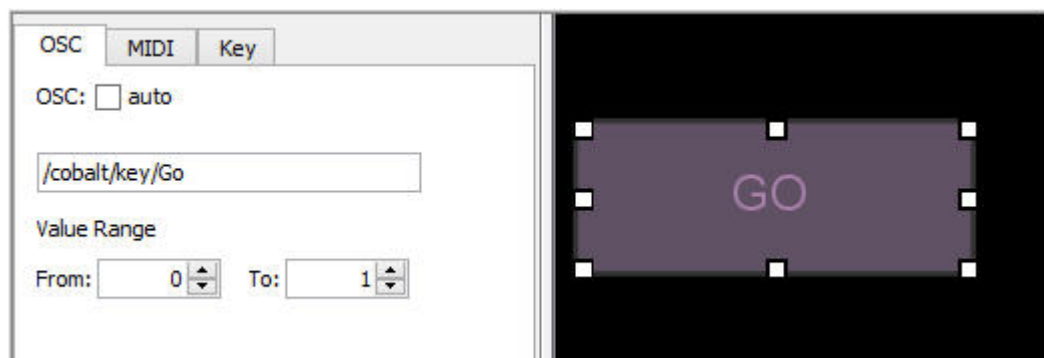 OSC MIDI Key
OSC: auto
/cobalt/key/Go
Value Range
From: 0 To: 1
GO